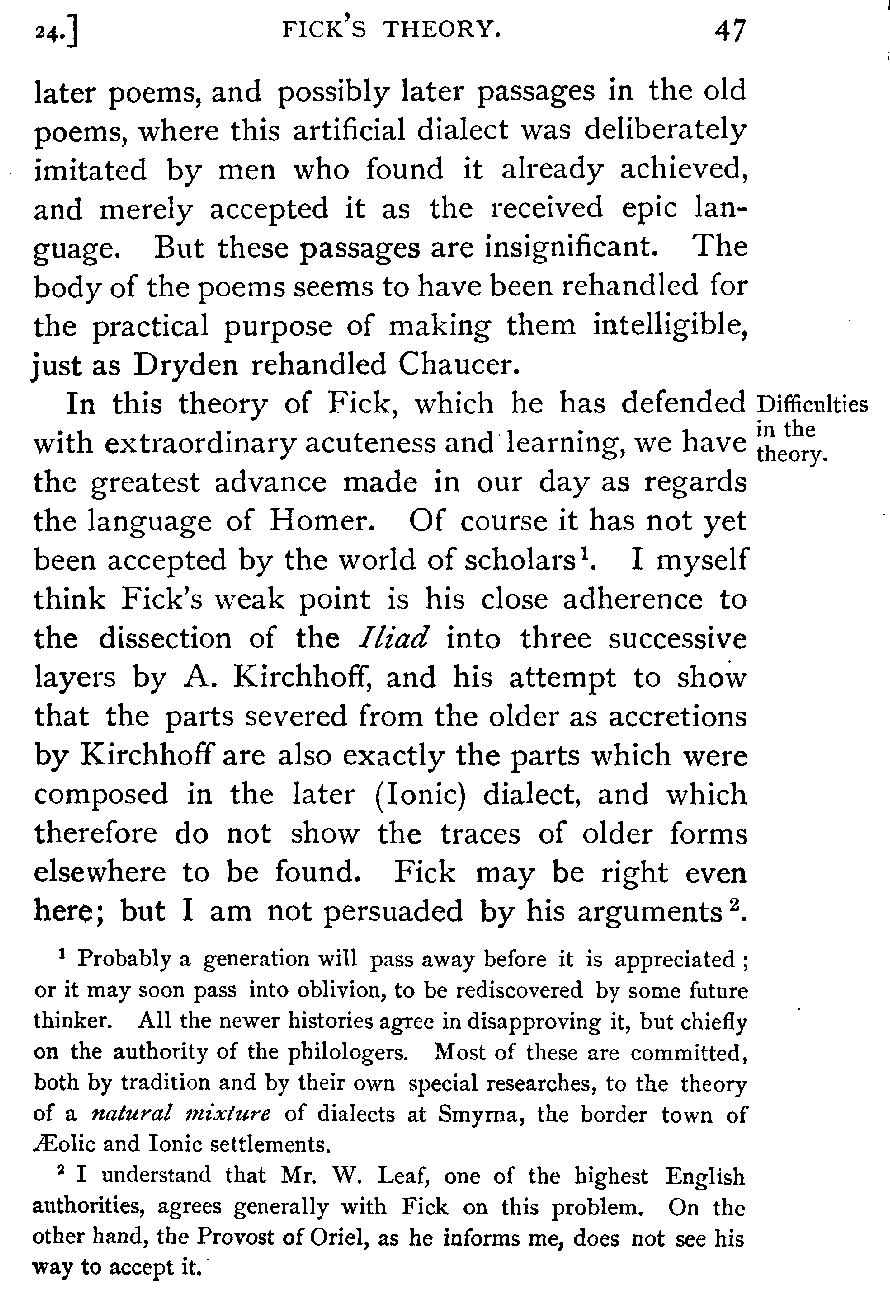 24.] FICK'S THEORY. 47
later poems, and possibly later passages in the old
poems, where this artificial dialect was deliberately
imitated by men who found it already achieved,
and merely accepted it as the received epic lan-
guage. But these passages are insignificant. The
body of the poems seems to have been rehandled for
the practical purpose of making them intelligible,
just as Dryden rehandled Chaucer.
In this theory of Fick, which he has defended
with extraordinary acuteness and learning, we have
the greatest advance made in our day as regards
the language of Homer. Of course it has not yet
been accepted by the world of scholars¹. I myself
think Fick's weak point is his close adherence to
the dissection of the Iliad into three successive
layers by A. Kirchhoff, and his attempt to show
that the parts severed from the older as accretions
by Kirchhoff are also exactly the parts which were
composed in the later (Ionic) dialect, and which
therefore do not show the traces of older forms
elsewhere to be found. Fick may be right even
here; but I am not persuaded by his arguments².
Difficulties
in the
theory.
¹ Probably a generation will pass away before it is appreciated ;
or it may soon pass into oblivion, to be rediscovered by some future
thinker. All the newer histories agree in disapproving it, but chiefly
on the authority of the philologers. Most of these are committed,
both by tradition and by their own special researches, to the theory
of a natural mixture of dialects at Smyrna, the border town of
Æolic and Ionic settlements.
² I understand that Mr. W. Leaf, one of the highest English
authorities, agrees generally with Fick on this problem. On the
other hand, the Provost of Oriel, as he informs me, does not see his
way to accept it.